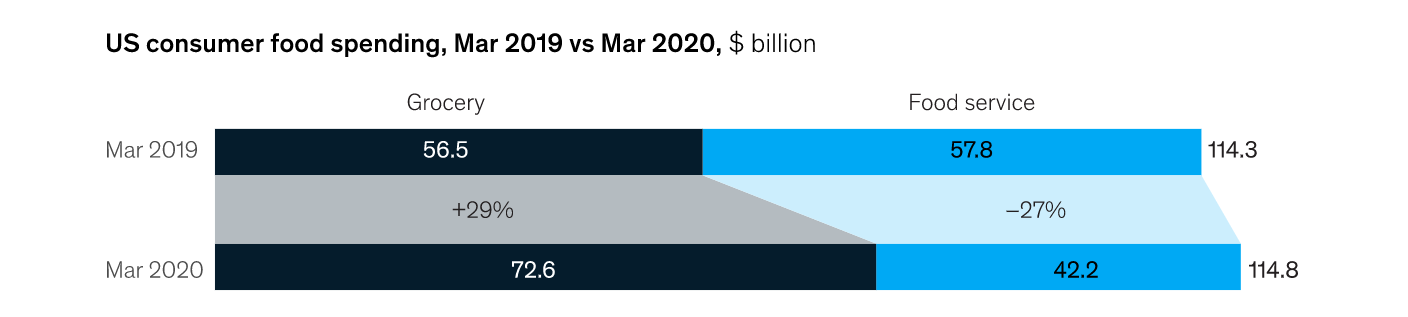 US consumer food spending, Mar 2019 vs Mar 2020, $ billion
Grocery Food service
Mar 2019 56.5 57.8 114.3
+29% –27%
Mar 2020 72.6 42.2 114.8